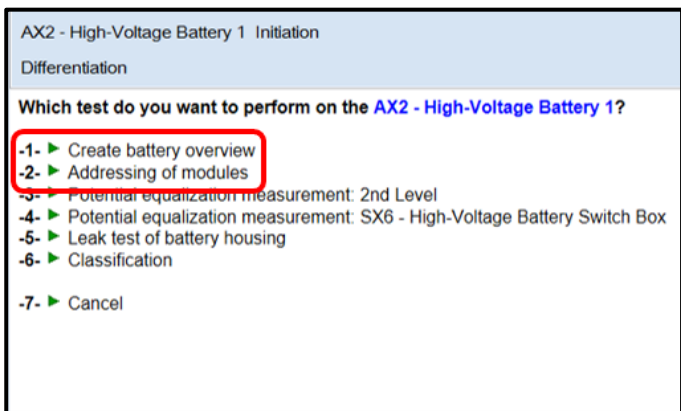 AX2 - High-Voltage Battery 1 Initiation
Differentiation
Which test do you want to perform on the AX2 - High-Voltage Battery 1?
-1- Create battery overview
-2- Addressing of modules
-3- Potential equalization measurement: 2nd Level
-4- Potential equalization measurement: SX6 - High-Voltage Battery Switch Box
-5- Leak test of battery housing
-6- Classification
-7- Cancel